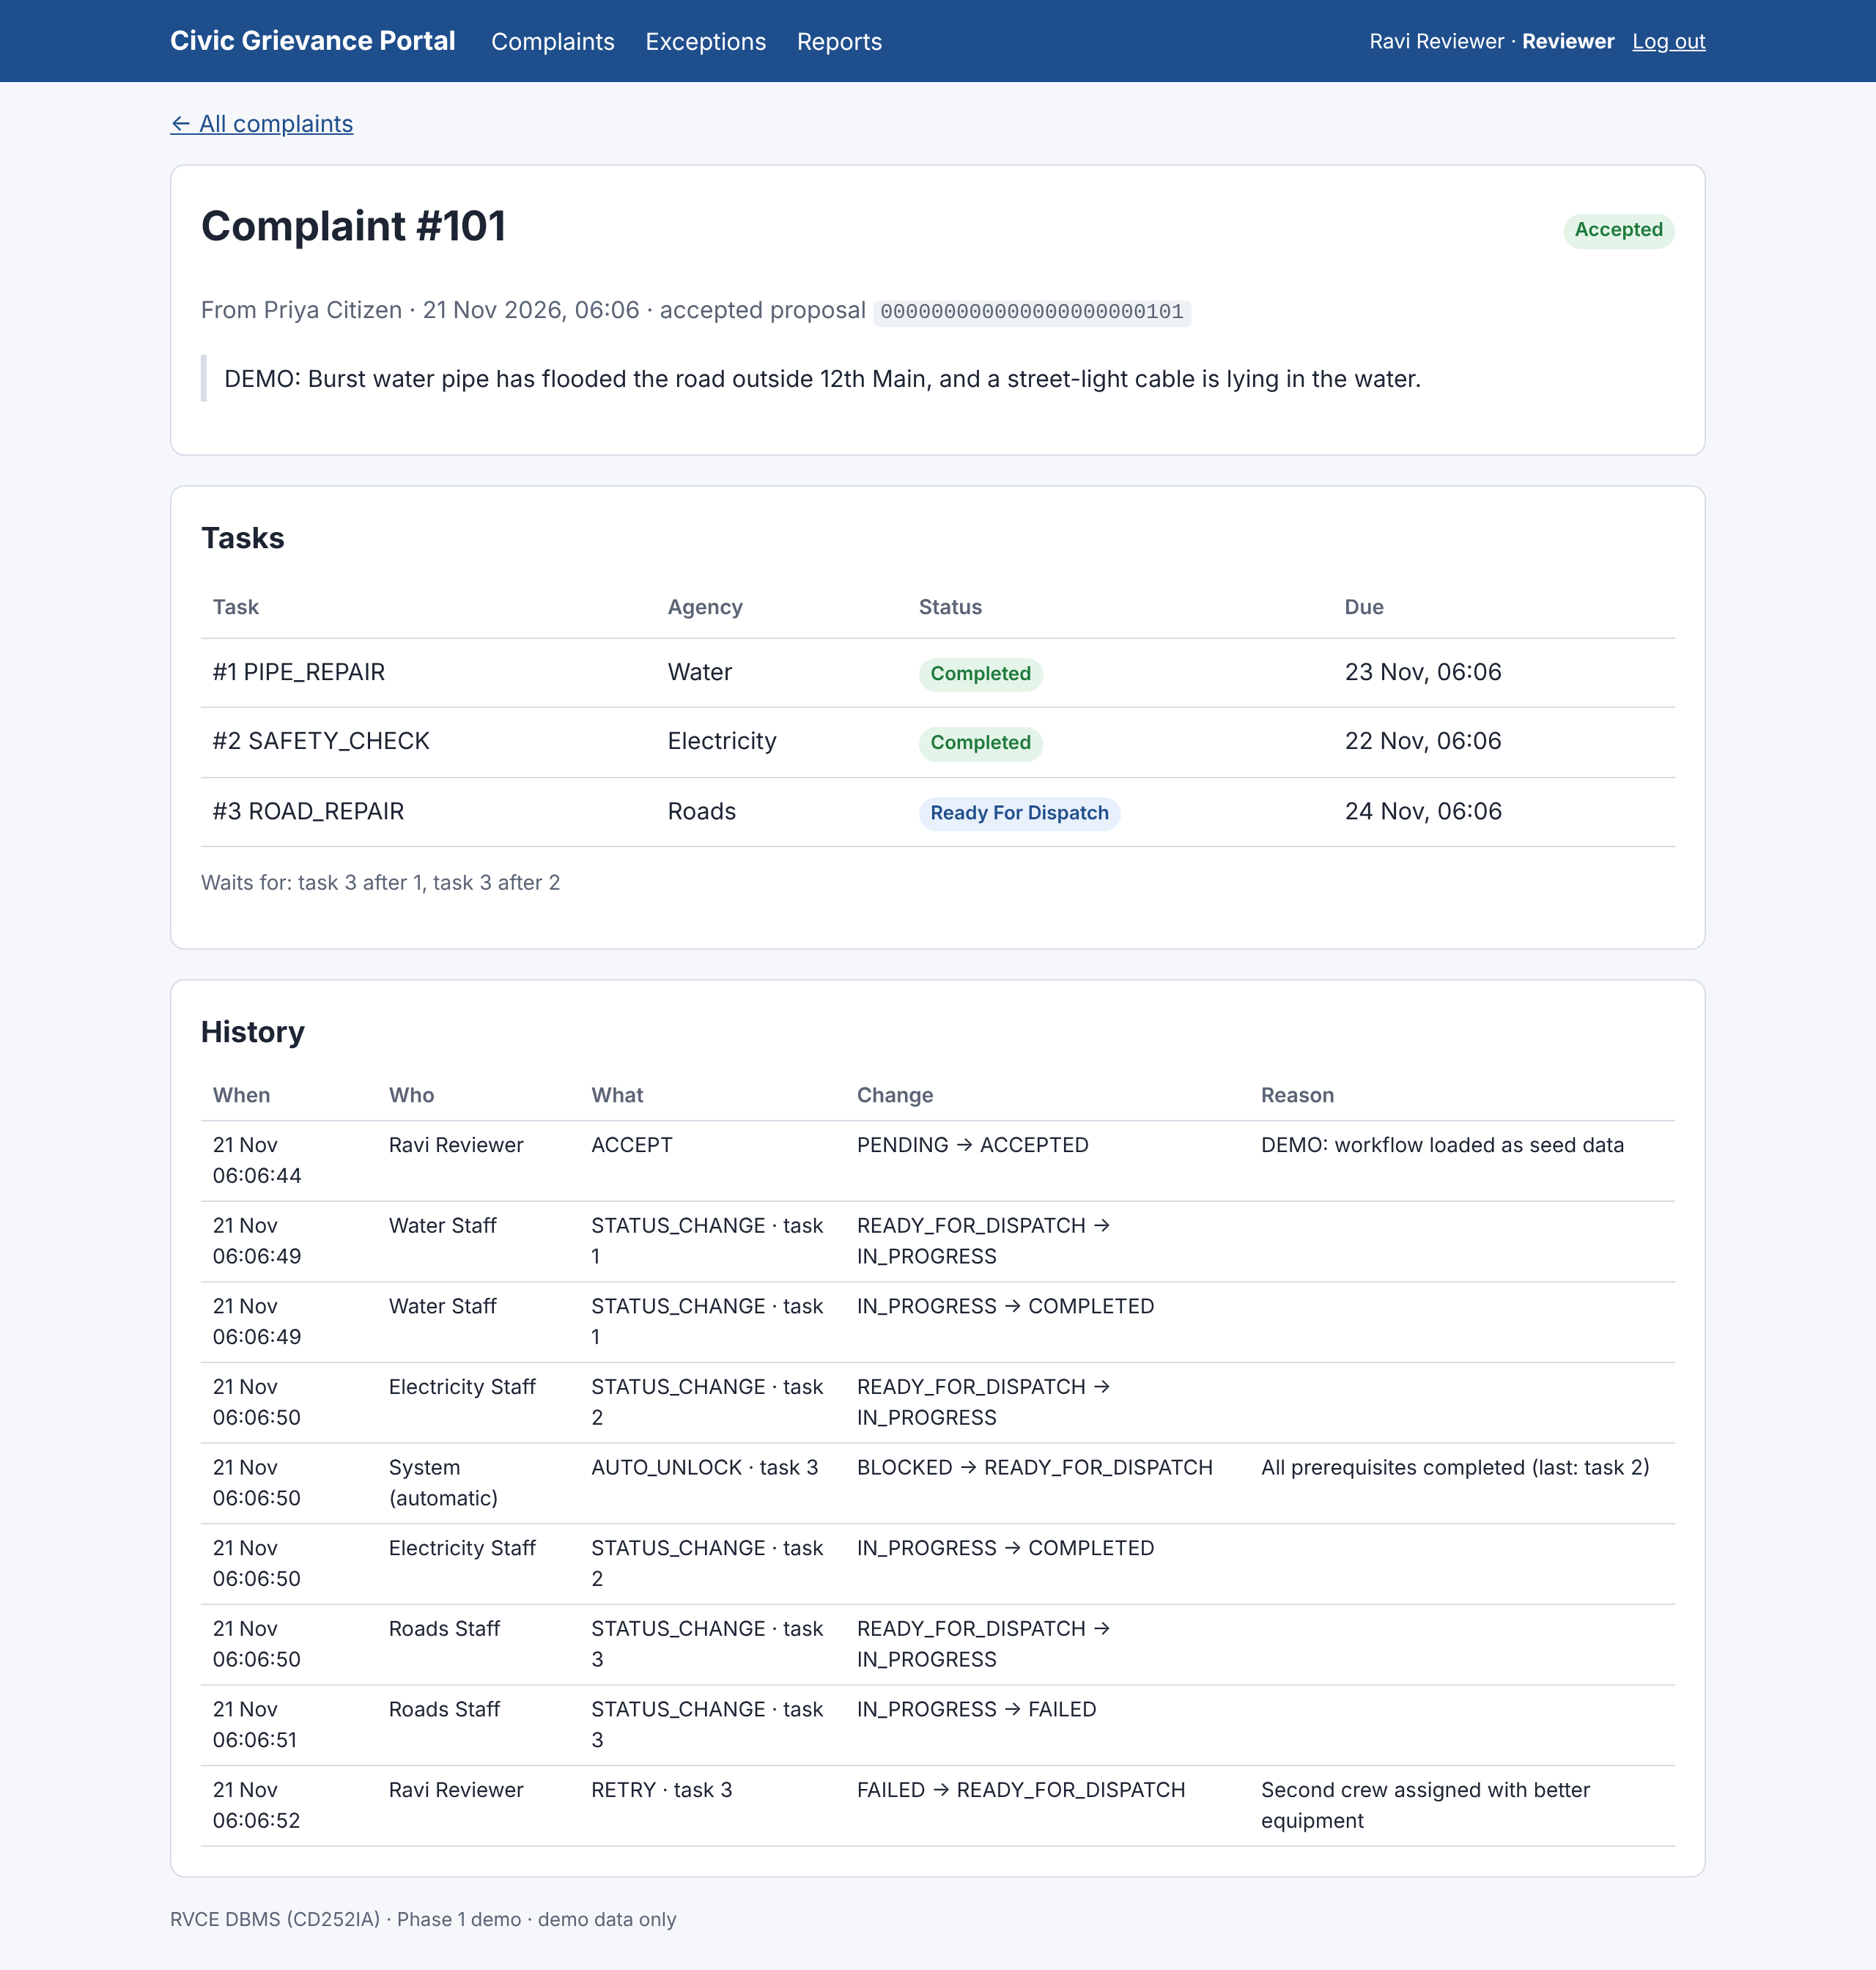 Civic Grievance Portal Complaints Exceptions Reports Ravi Reviewer · Reviewer Log out
← All complaints
Complaint #101 Accepted
From Priya Citizen · 21 Nov 2026, 06:06 · accepted proposal 000000000000000000000101
DEMO: Burst water pipe has flooded the road outside 12th Main, and a street-light cable is lying in the water.
Tasks
Task Agency Status Due
#1 PIPE_REPAIR Water Completed 23 Nov, 06:06
#2 SAFETY_CHECK Electricity Completed 22 Nov, 06:06
#3 ROAD_REPAIR Roads Ready For Dispatch 24 Nov, 06:06
Waits for: task 3 after 1, task 3 after 2
History
When Who What Change Reason
21 Nov Ravi Reviewer ACCEPT PENDING → ACCEPTED DEMO: workflow loaded as seed data
06:06:44
21 Nov Water Staff STATUS_CHANGE · task READY_FOR_DISPATCH →
06:06:49 1 IN_PROGRESS
21 Nov Water Staff STATUS_CHANGE · task IN_PROGRESS → COMPLETED
06:06:49 1
21 Nov Electricity Staff STATUS_CHANGE · task READY_FOR_DISPATCH →
06:06:50 2 IN_PROGRESS
21 Nov System AUTO_UNLOCK · task 3 BLOCKED → READY_FOR_DISPATCH All prerequisites completed (last: task 2)
06:06:50 (automatic)
21 Nov Electricity Staff STATUS_CHANGE · task IN_PROGRESS → COMPLETED
06:06:50 2
21 Nov Roads Staff STATUS_CHANGE · task READY_FOR_DISPATCH →
06:06:50 3 IN_PROGRESS
21 Nov Roads Staff STATUS_CHANGE · task IN_PROGRESS → FAILED
06:06:51 3
21 Nov Ravi Reviewer RETRY · task 3 FAILED → READY_FOR_DISPATCH Second crew assigned with better
06:06:52 equipment
RVCE DBMS (CD252IA) · Phase 1 demo · demo data only